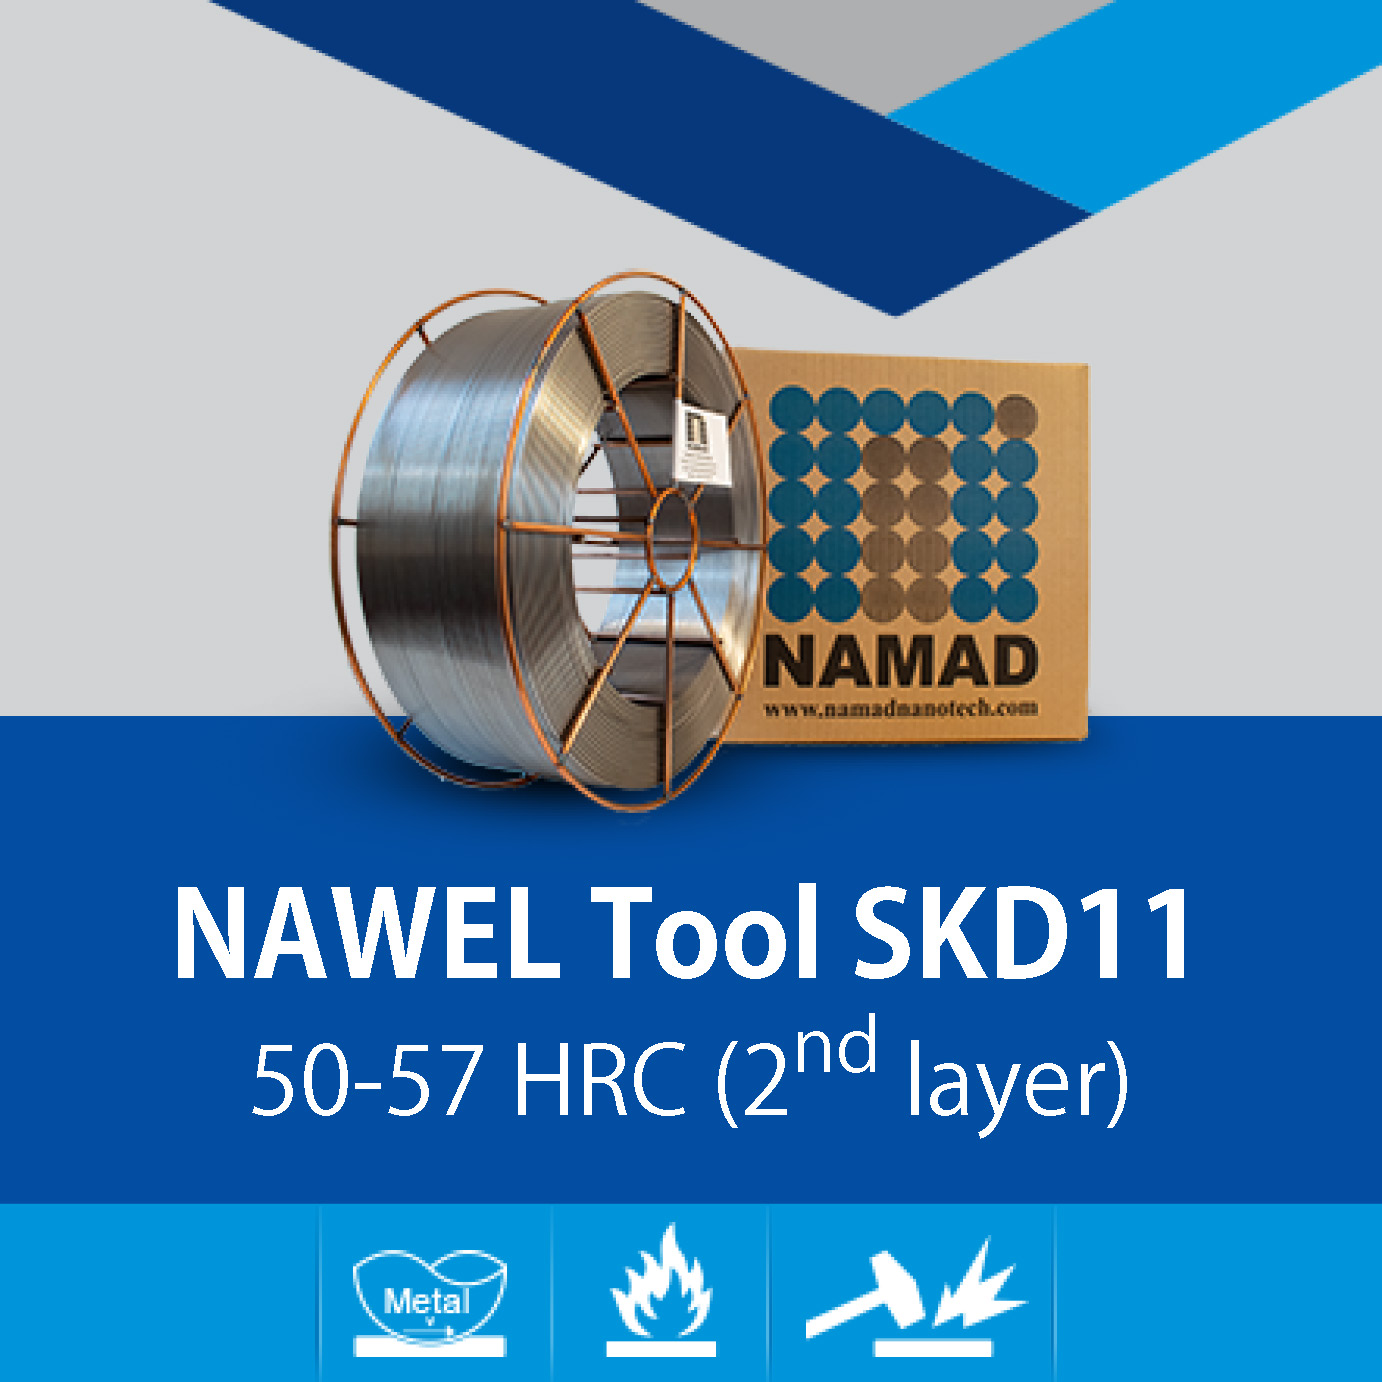 NAMAD
www.namadnanotech.com
NAWEL Tool SKD11
50-57 HRC (2nd layer)
Metal
v